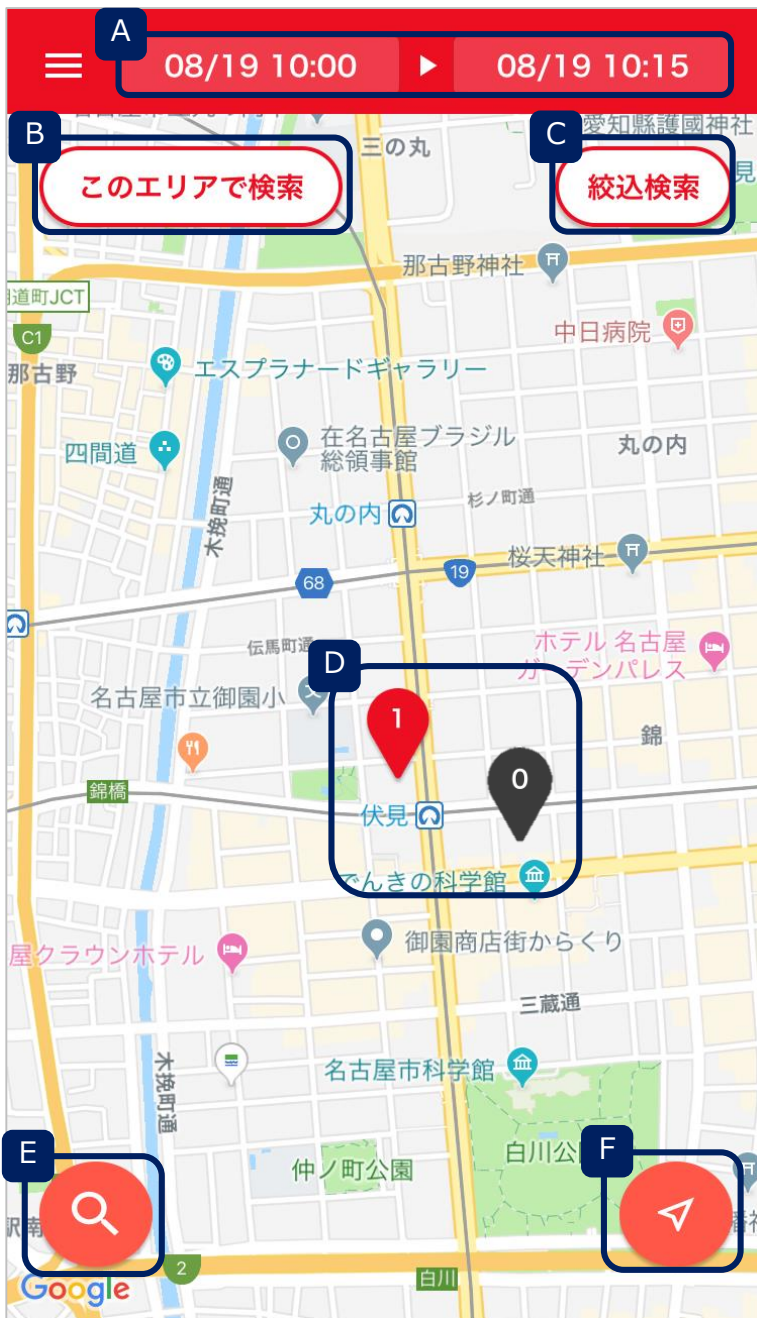 A
08/19 10:00
08/19 10:15
B
C
愛知縣護國神社
三の丸
このエリアで検索
絞込検索
見
那古野神社
道町JCT
中日病院
C1
エスプラナードギャラリー
那古野
在名古屋ブラジル
総領事館
丸の内
四間道
木挽町通
杉ノ町通
丸の内
桜天神社
19
68
伝馬町通
ホテル 名古屋
ガーデンパレス
D
名古屋市立御園小
文
1
錦
0
錦橋
伏見
でんきの科学館
屋クラウンホテル
御園商店街からくり
三蔵通
木挽町通
名古屋市科学館
E
仲ノ町公園
白川公
F
駅南
2
白川
Google